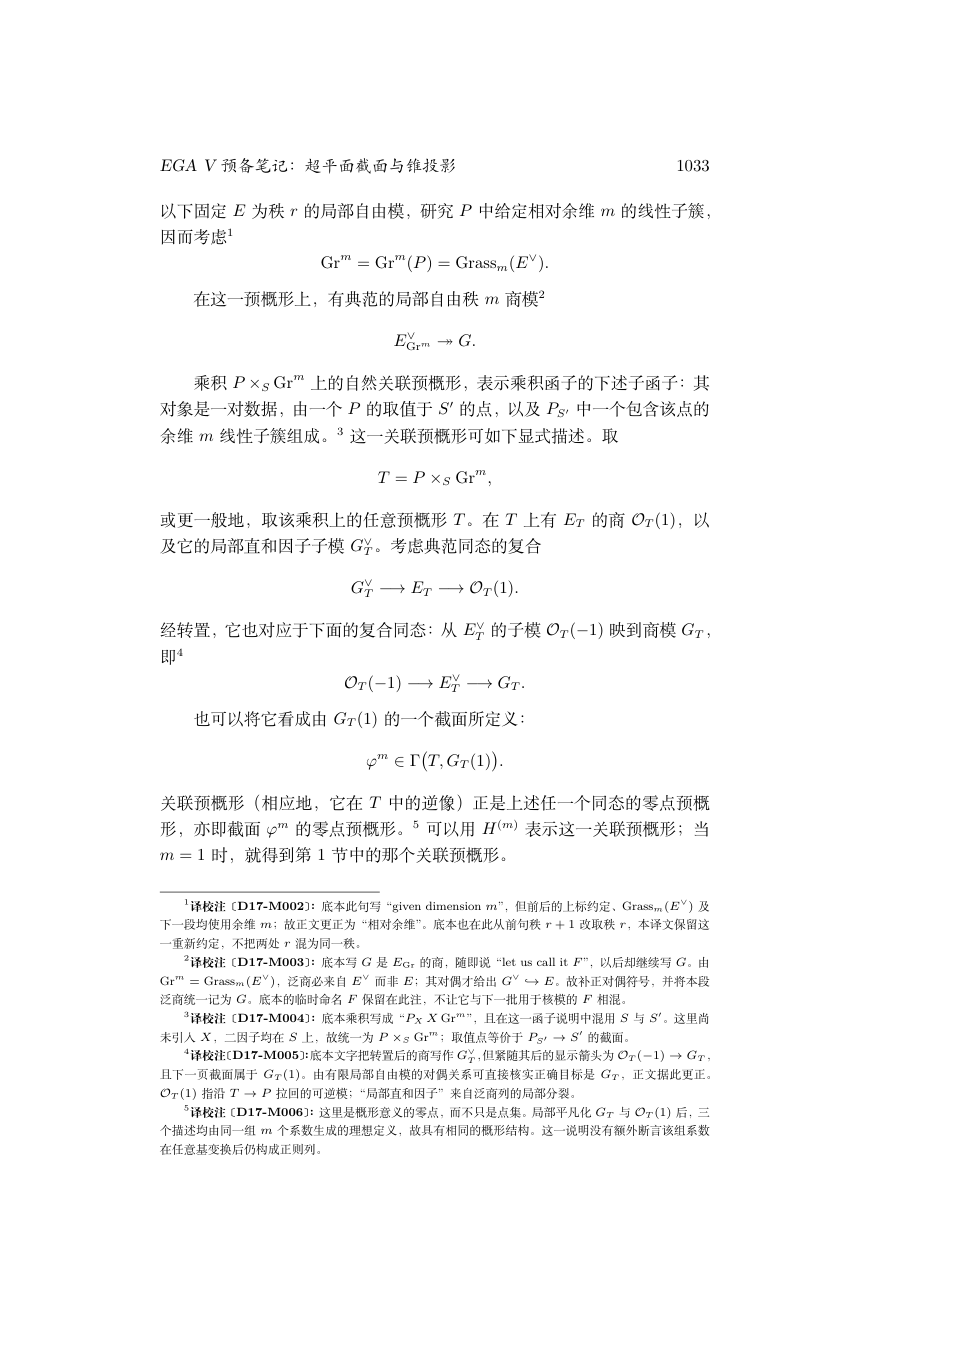 EGA V 预备笔记：超平面截面与锥投影 1033
以下固定 E 为秩 r 的局部自由模，研究 P 中给定相对余维 m 的线性子簇，
因而考虑¹
Grᵐ = Grᵐ(P) = Grassₘ(E^∨).
在这一预概形上，有典范的局部自由秩 m 商模²
E^∨_{Grᵐ} ↠ G.
乘积 P ×_S Grᵐ 上的自然关联预概形，表示乘积函子的下述子函子：其
对象是一对数据，由一个 P 的取值于 S′ 的点，以及 P_{S′} 中一个包含该点的
余维 m 线性子簇组成。³ 这一关联预概形可如下显式描述。取
T = P ×_S Grᵐ,
或更一般地，取该乘积上的任意预概形 T。在 T 上有 E_T 的商 𝒪_T(1)，以
及它的局部直和因子子模 G^∨_T。考虑典范同态的复合
G^∨_T ⟶ E_T ⟶ 𝒪_T(1).
经转置，它也对应于下面的复合同态：从 E^∨_T 的子模 𝒪_T(−1) 映到商模 G_T，
即⁴
𝒪_T(−1) ⟶ E^∨_T ⟶ G_T.
也可以将它看成由 G_T(1) 的一个截面所定义：
φᵐ ∈ Γ(T, G_T(1)).
关联预概形（相应地，它在 T 中的逆像）正是上述任一个同态的零点预概
形，亦即截面 φᵐ 的零点预概形。⁵ 可以用 H^{(m)} 表示这一关联预概形；当
m = 1 时，就得到第 1 节中的那个关联预概形。
¹译校注〔D17-M002〕：底本此句写 “given dimension m”，但前后的上标约定、Grassₘ(E^∨) 及
下一段均使用余维 m；故正文更正为 “相对余维”。底本也在此从前句秩 r + 1 改取秩 r，本译文保留这
一重新约定，不把两处 r 混为同一秩。
²译校注〔D17-M003〕：底本写 G 是 E_{Gr} 的商，随即说 “let us call it F”，以后却继续写 G。由
Grᵐ = Grassₘ(E^∨)，泛商必来自 E^∨ 而非 E；其对偶才给出 G^∨ ↪ E。故补正对偶符号，并将本段
泛商统一记为 G。底本的临时命名 F 保留在此注，不让它与下一批用于核模的 F 相混。
³译校注〔D17-M004〕：底本乘积写成 “P_X X Grᵐ”，且在这一函子说明中混用 S 与 S′。这里尚
未引入 X，二因子均在 S 上，故统一为 P ×_S Grᵐ；取值点等价于 P_{S′} → S′ 的截面。
⁴译校注〔D17-M005〕：底本文字把转置后的商写作 G^∨_T，但紧随其后的显示箭头为 𝒪_T(−1) → G_T，
且下一页截面属于 G_T(1)。由有限局部自由模的对偶关系可直接核实正确目标是 G_T，正文据此更正。
𝒪_T(1) 指沿 T → P 拉回的可逆模；“局部直和因子” 来自泛商列的局部分裂。
⁵译校注〔D17-M006〕：这里是概形意义的零点，而不只是点集。局部平凡化 G_T 与 𝒪_T(1) 后，三
个描述均由同一组 m 个系数生成的理想定义，故具有相同的概形结构。这一说明没有额外断言该组系数
在任意基变换后仍构成正则列。